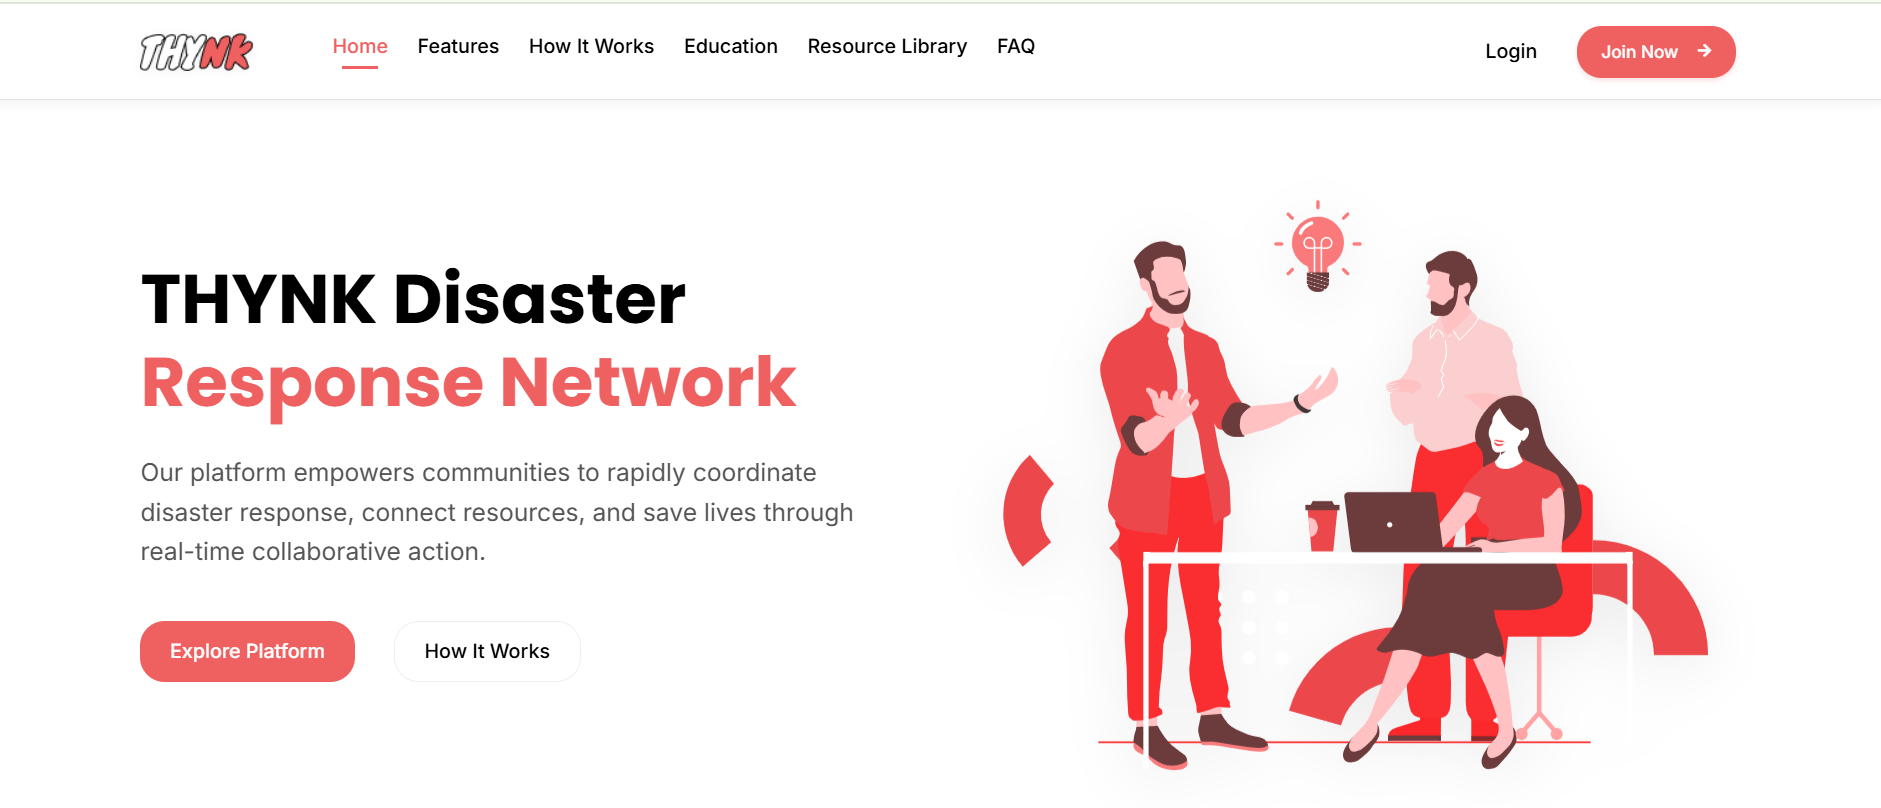 THYNK
Home
Features
How It Works
Education
Resource Library
FAQ
Login
Join Now
THYNK Disaster
Response Network
Our platform empowers communities to rapidly coordinate
disaster response, connect resources, and save lives through
real-time collaborative action.
Explore Platform
How It Works